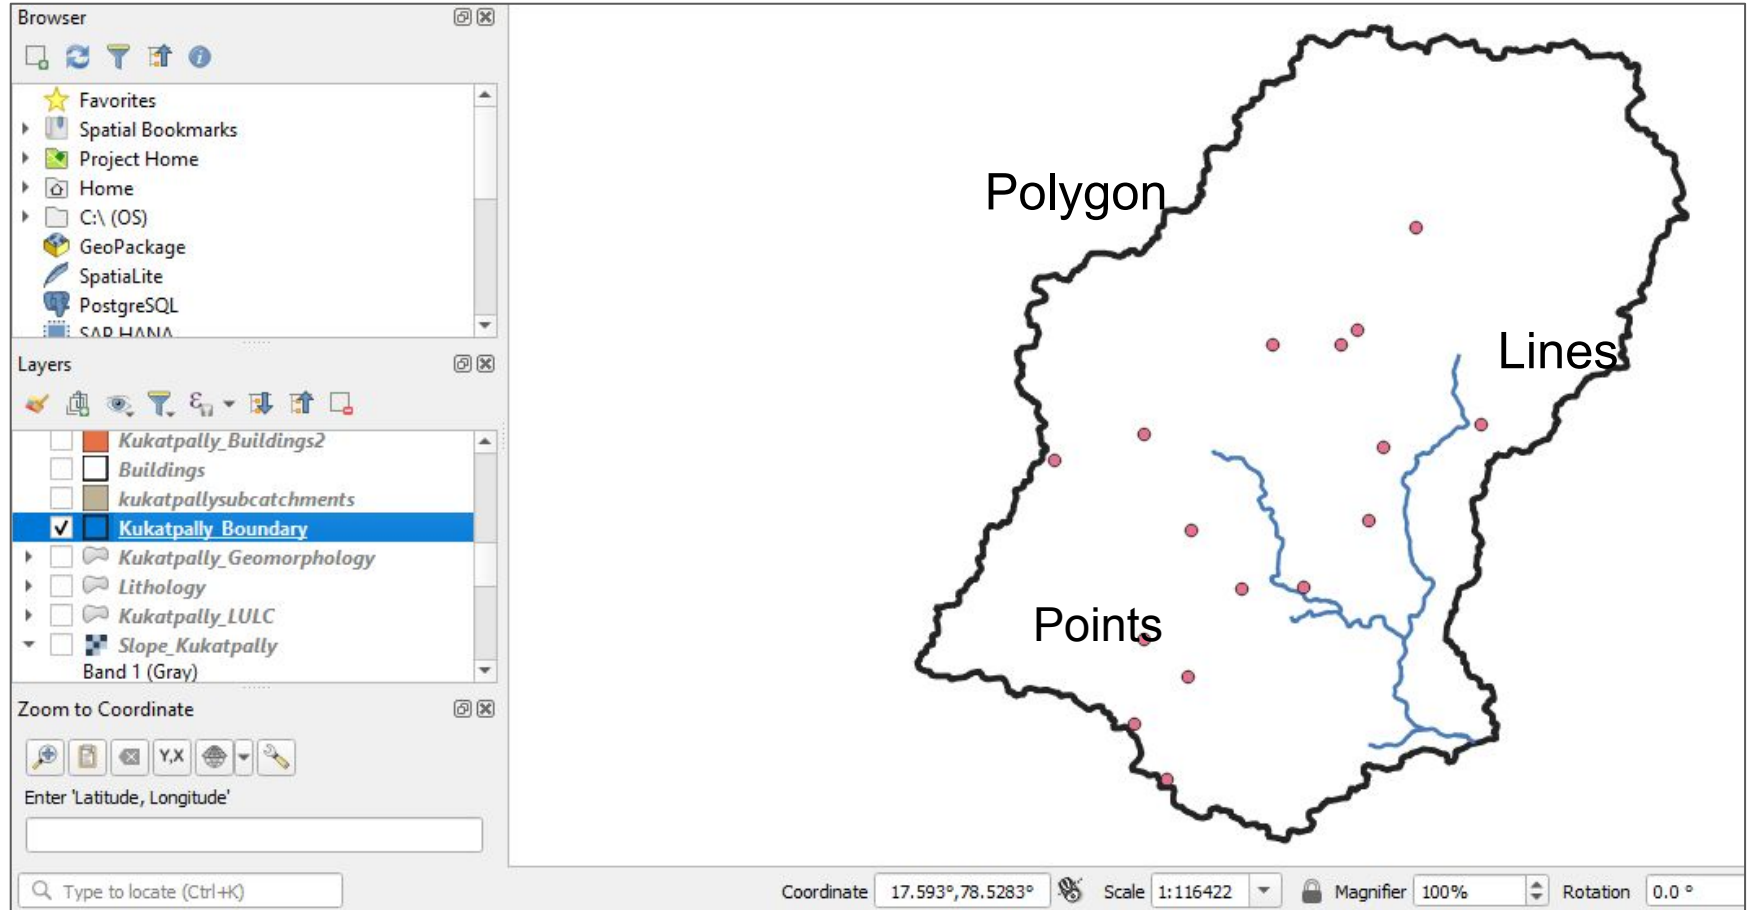 Browser
Favorites
Spatial Bookmarks
Project Home
Home
C:\ (OS)
GeoPackage
SpatiaLite
PostgreSQL
SAP HANA
Layers
Kukatpally_Buildings2
Buildings
kukatpallysubcatchments
Kukatpally_Boundary
Kukatpally_Geomorphology
Lithology
Kukatpally_LULC
Slope_Kukatpally
Band 1 (Gray)
Zoom to Coordinate
Y,X
Enter 'Latitude, Longitude'
Type to locate (Ctrl+K)
Polygon
Lines
Points
Coordinate 17.593°,78.5283° Scale 1:116422 Magnifier 100% Rotation 0.0 °